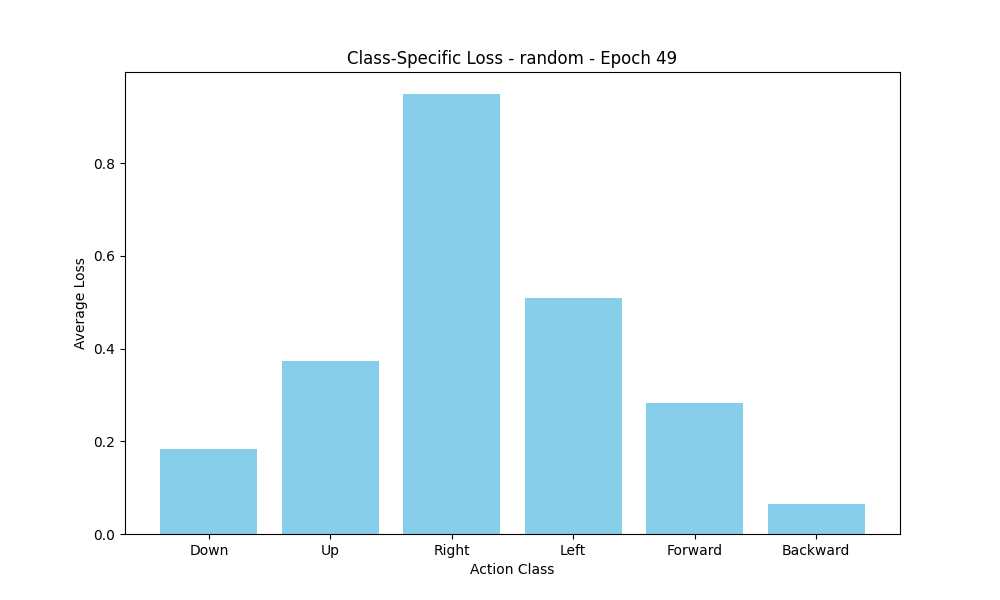 Class-Specific Loss - random - Epoch 49
Average Loss
0.8
0.6
0.4
0.2
0.0
Down Up Right Left Forward Backward
Action Class